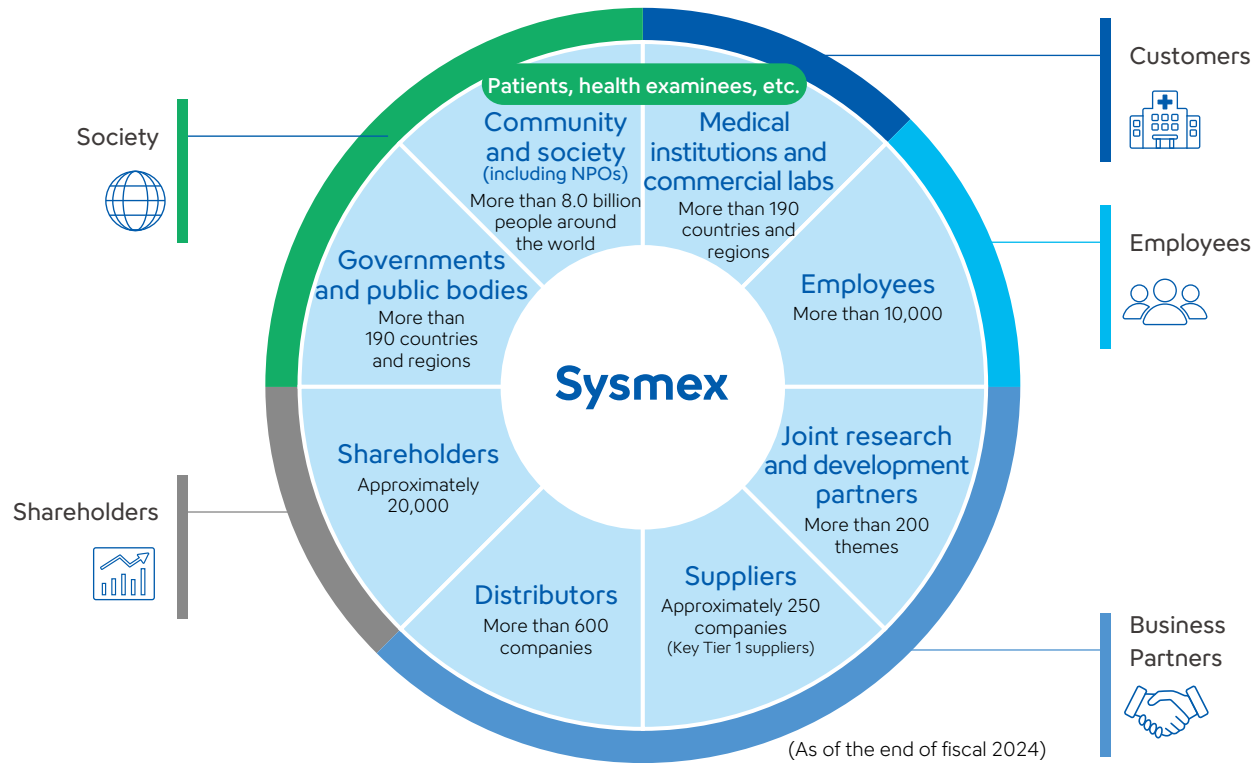 Patients, health examinees, etc.
Community
and society
(including NPOs)
More than 8.0 billion
people around
the world
Medical
institutions and
commercial labs
More than 190
countries and
regions
Employees
More than 10,000
Joint research
and development
partners
More than 200
themes
Suppliers
Approximately 250
companies
(Key Tier 1 suppliers)
Distributors
More than 600
companies
Shareholders
Approximately
20,000
Governments
and public bodies
More than
190 countries
and regions
Sysmex
Society
Shareholders
Customers
Employees
Business
Partners
(As of the end of fiscal 2024)